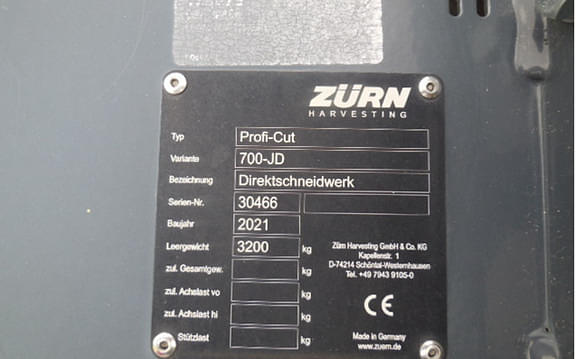 ZÜRN
HARVESTING
Typ Profi-Cut
Variante 700-JD
Bezeichnung Direktschneidwerk
Serien-Nr. 30466
Baujahr 2021
Leergewicht 3200 kg
zul. Gesamtgew. kg
zul. Achslast vo kg
zul. Achslast hi kg
Stützlast kg
Zürn Harvesting GmbH & Co. KG
Kapellenstr. 1
D-74214 Schöntal-Westernhausen
Tel. +49 7943 9105-0
CE
Made in Germany
www.zuern.de